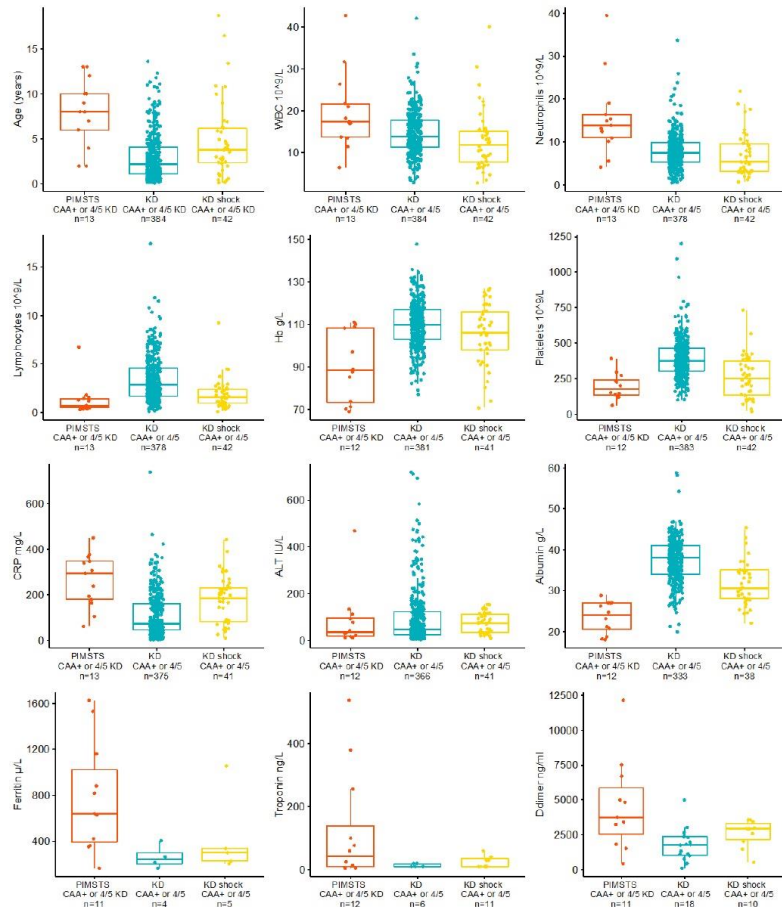 Age (years)
15
10
5
0
PIMSTS
CAA+ or 4/5 KD
n=13
KD
CAA+ or 4/5 KD
n=384
KD shock
CAA+ or 4/5 KD
n=42
WBC 10^9/L
40
30
20
10
PIMSTS
CAA+ or 4/5 KD
n=13
KD
CAA+ or 4/5
n=384
KD shock
CAA+ or 4/5
n=42
Neutrophils 10^9/L
40
30
20
10
0
PIMSTS
CAA+ or 4/5 KD
n=13
KD
CAA+ or 4/5
n=378
KD shock
CAA+ or 4/5
n=42
Lymphocytes 10^9/L
15
10
5
0
PIMSTS
CAA+ or 4/5 KD
n=13
KD
CAA+ or 4/5
n=378
KD shock
CAA+ or 4/5
n=42
Hb g/L
150
130
110
90
70
PIMSTS
CAA+ or 4/5 KD
n=12
KD
CAA+ or 4/5
n=381
KD shock
CAA+ or 4/5
n=41
Platelets 10^9/L
1250
1000
750
500
250
0
PIMSTS
CAA+ or 4/5 KD
n=12
KD
CAA+ or 4/5
n=383
KD shock
CAA+ or 4/5
n=42
CRP mg/L
600
400
200
0
PIMSTS
CAA+ or 4/5 KD
n=13
KD
CAA+ or 4/5
n=376
KD shock
CAA+ or 4/5
n=41
ALT IU/L
600
400
200
0
PIMSTS
CAA+ or 4/5 KD
n=12
KD
CAA+ or 4/5
n=366
KD shock
CAA+ or 4/5
n=41
Albumin g/L
60
50
40
30
20
PIMSTS
CAA+ or 4/5 KD
n=12
KD
CAA+ or 4/5
n=333
KD shock
CAA+ or 4/5
n=38
Ferritin µ/L
1600
1200
800
400
PIMSTS
CAA+ or 4/5 KD
n=11
KD
CAA+ or 4/5
n=4
KD shock
CAA+ or 4/5
n=5
Troponin ng/L
400
200
0
PIMSTS
CAA+ or 4/5 KD
n=12
KD
CAA+ or 4/5
n=6
KD shock
CAA+ or 4/5
n=11
Ddimer ng/ml
12500
10000
7500
5000
2500
0
PIMSTS
CAA+ or 4/5 KD
n=11
KD
CAA+ or 4/5
n=18
KD shock
CAA+ or 4/5
n=10